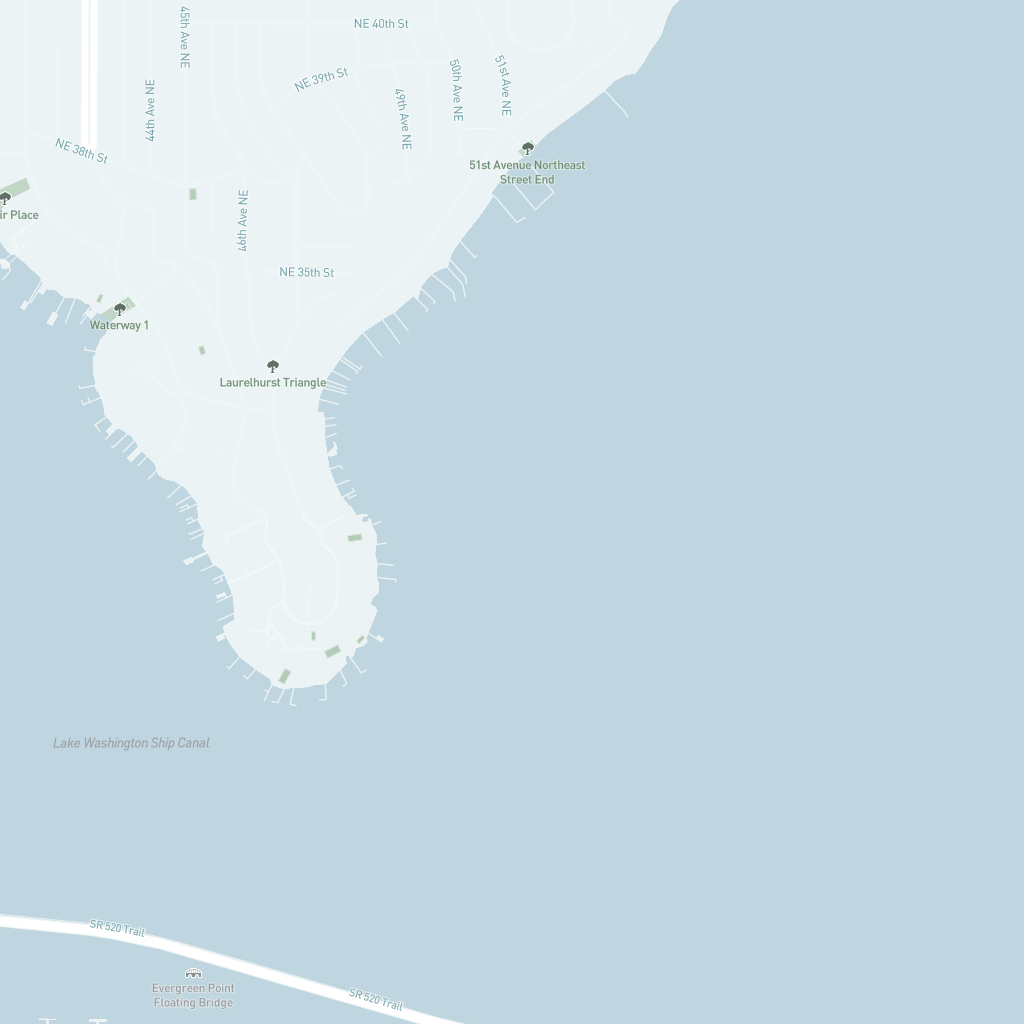 NE 40th St
45th Ave NE
50th Ave NE
51st Ave NE
NE 39th St
44th Ave NE
49th Ave NE
NE 38th St
51st Avenue Northeast
Street End
ir Place
46th Ave NE
NE 35th St
Waterway 1
Laurelhurst Triangle
Lake Washington Ship Canal
SR 520 Trail
Evergreen Point
Floating Bridge
SR 520 Trail